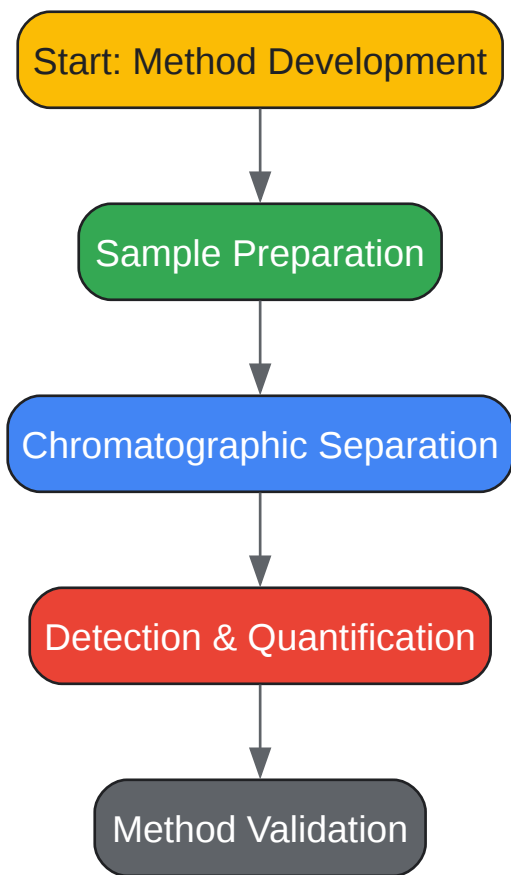 Start: Method Development
Sample Preparation
Chromatographic Separation
Detection & Quantification
Method Validation